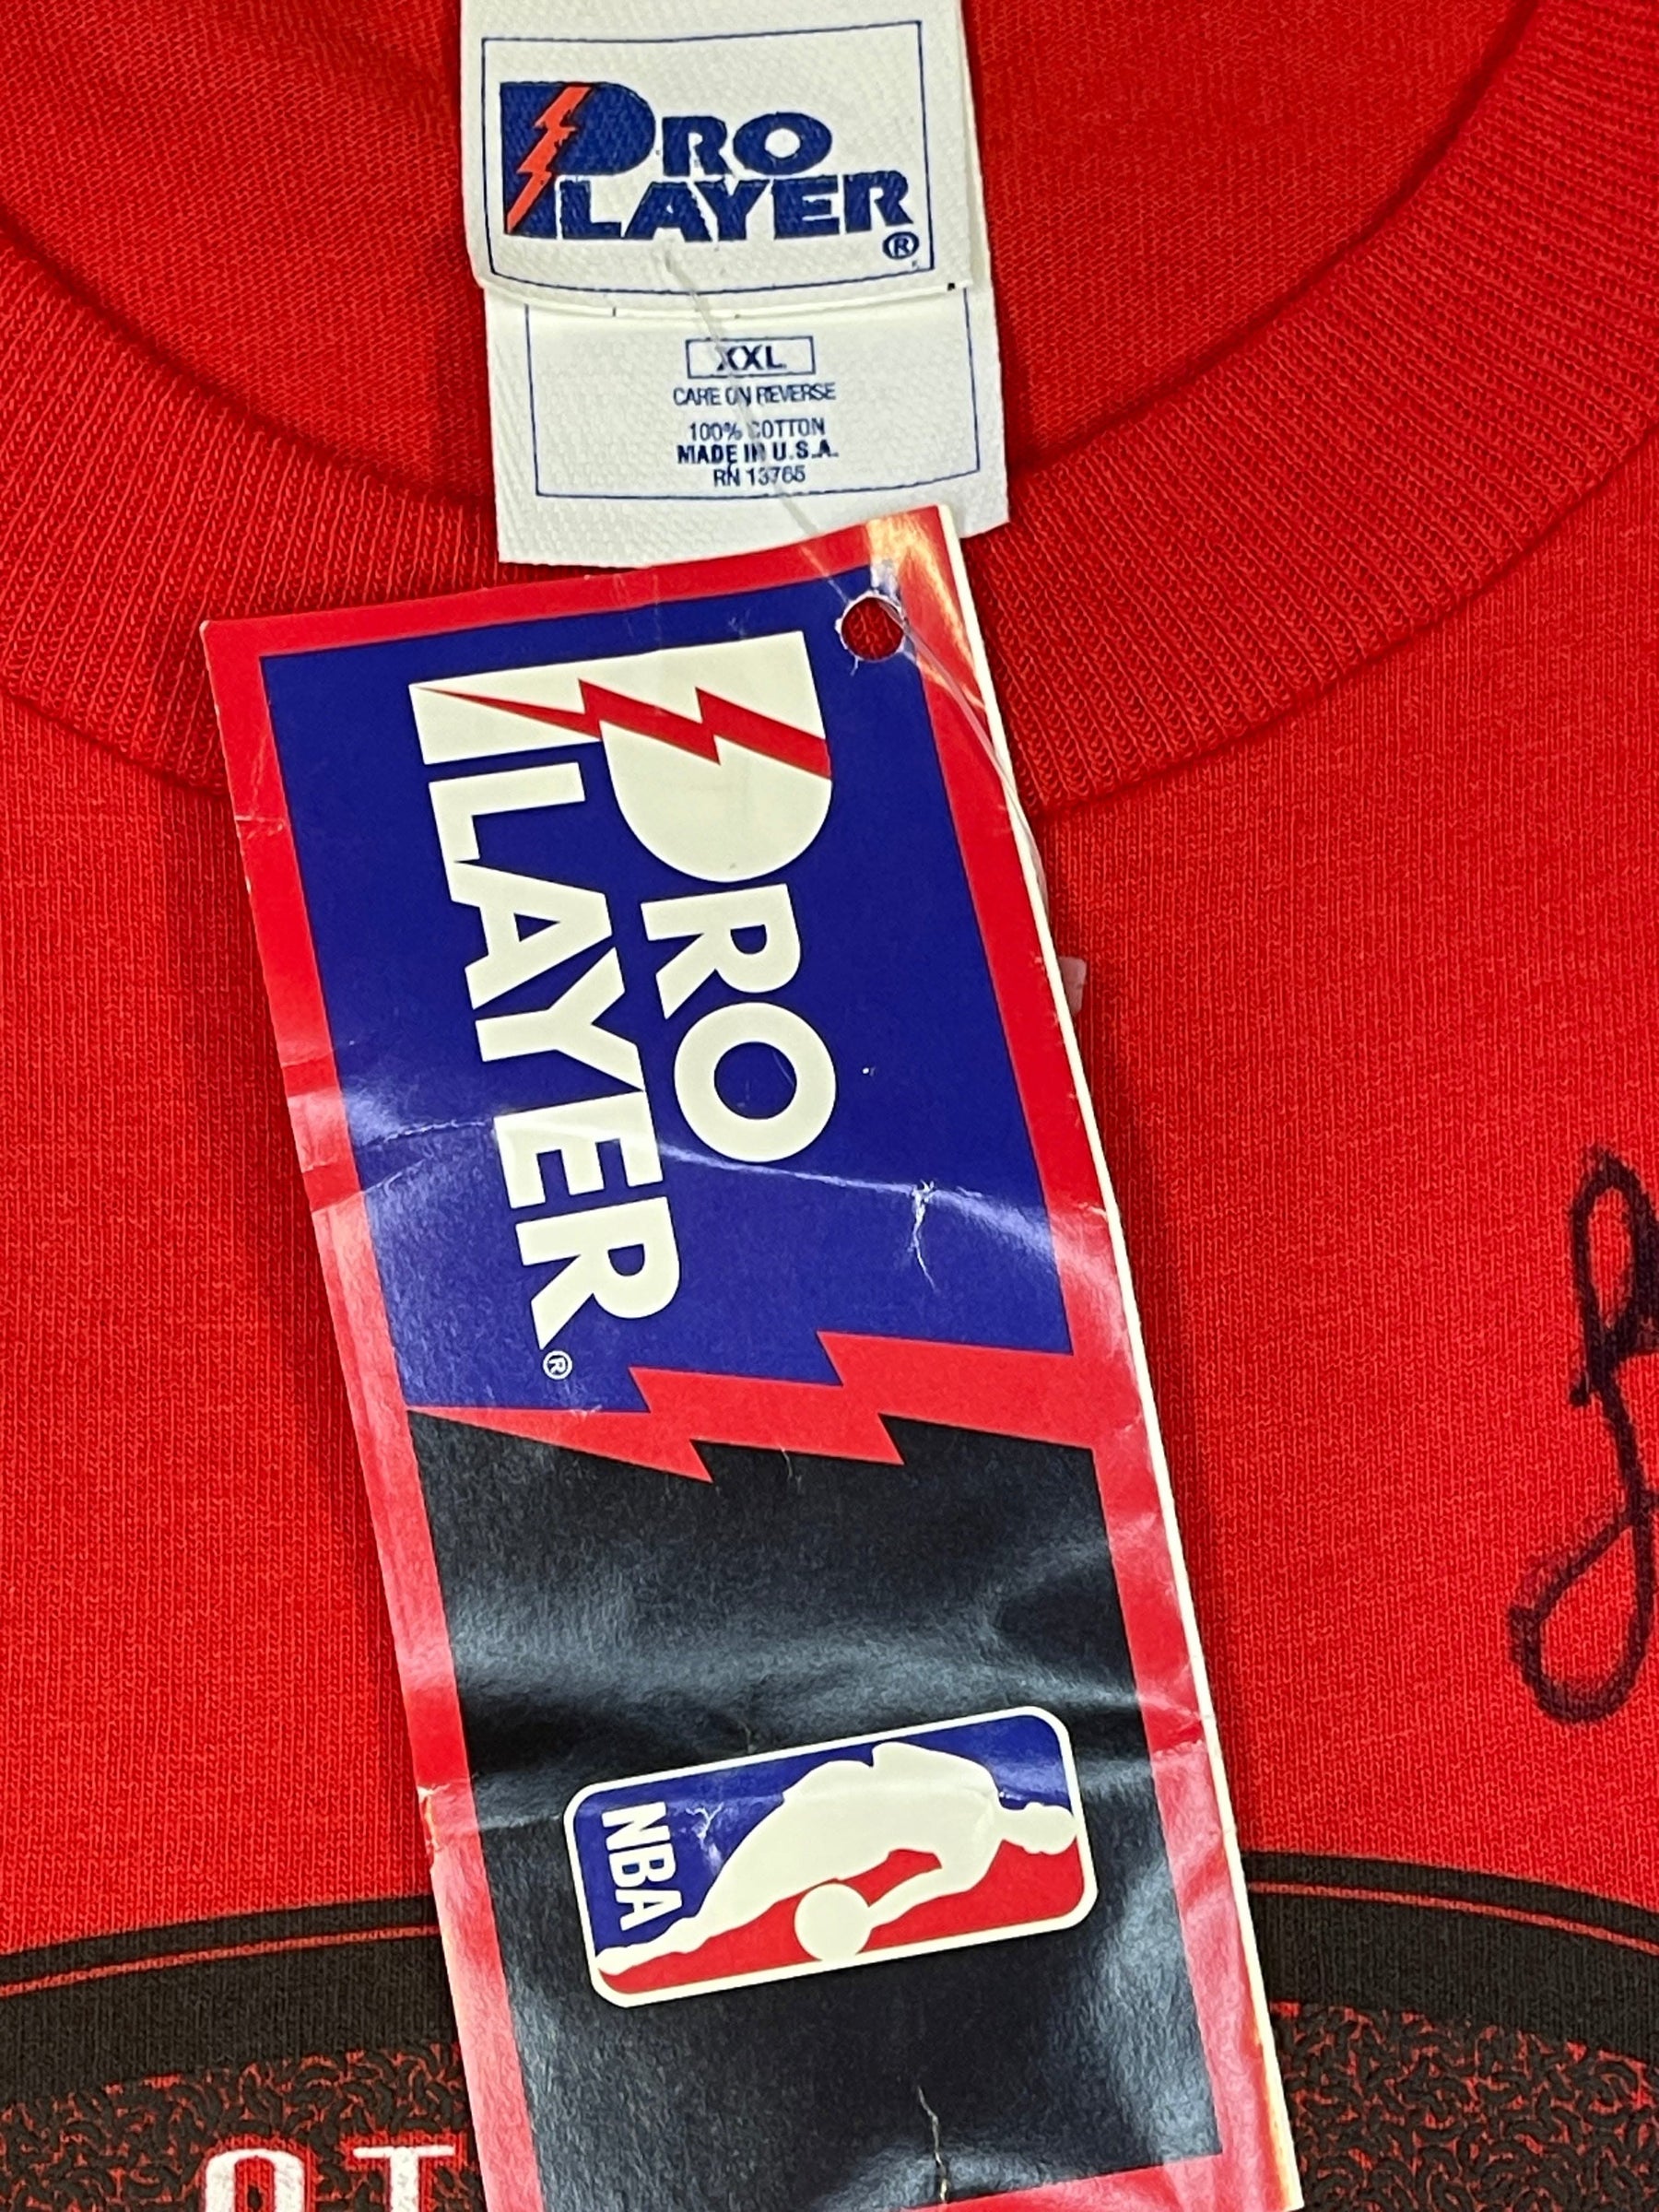 PRO
PLAYER
®
XXL
CARE ON REVERSE
100% COTTON
MADE IN U.S.A.
RN 13765
PRO
PLAYER®
NBA